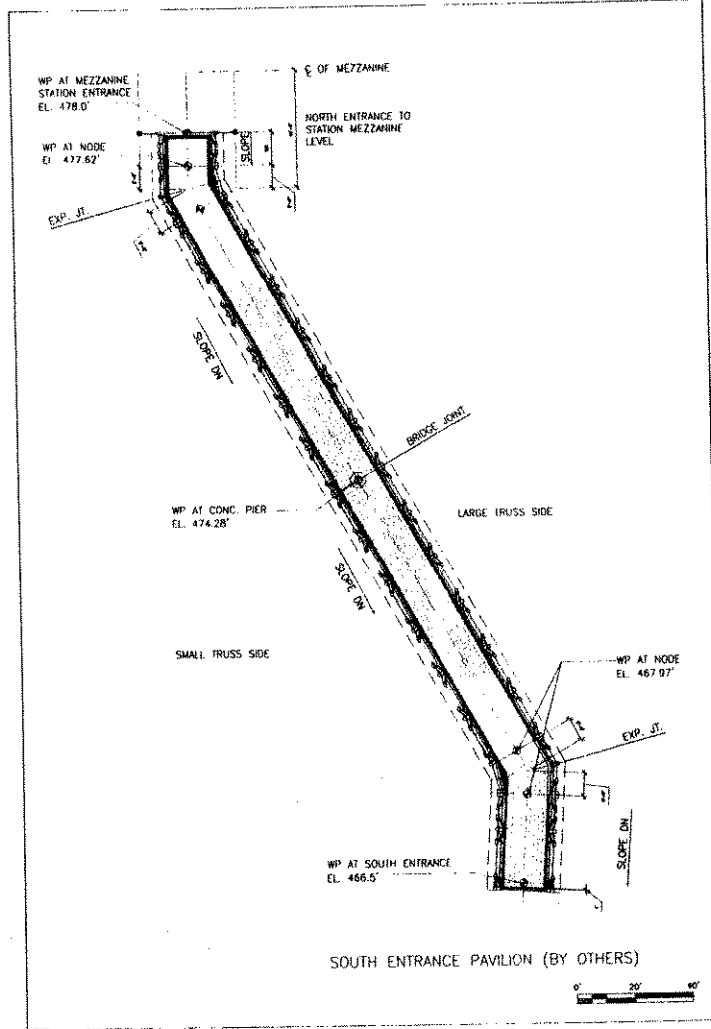 ℄ OF MEZZANINE
WP AT MEZZANINE
STATION ENTRANCE
EL. 478.0'
NORTH ENTRANCE TO
STATION MEZZANINE
LEVEL
SLOPE
WP AT NODE
EL 477.62'
EXP. JT.
SLOPE DN
BRIDGE JOINT
WP AT CONC. PIER
EL. 474.28'
LARGE TRUSS SIDE
SLOPE DN
SMALL TRUSS SIDE
WP AT NODE
EL. 467.97'
EXP. JT.
SLOPE DN
WP AT SOUTH ENTRANCE
EL. 466.5'
SOUTH ENTRANCE PAVILION (BY OTHERS)
0' 20' 40'